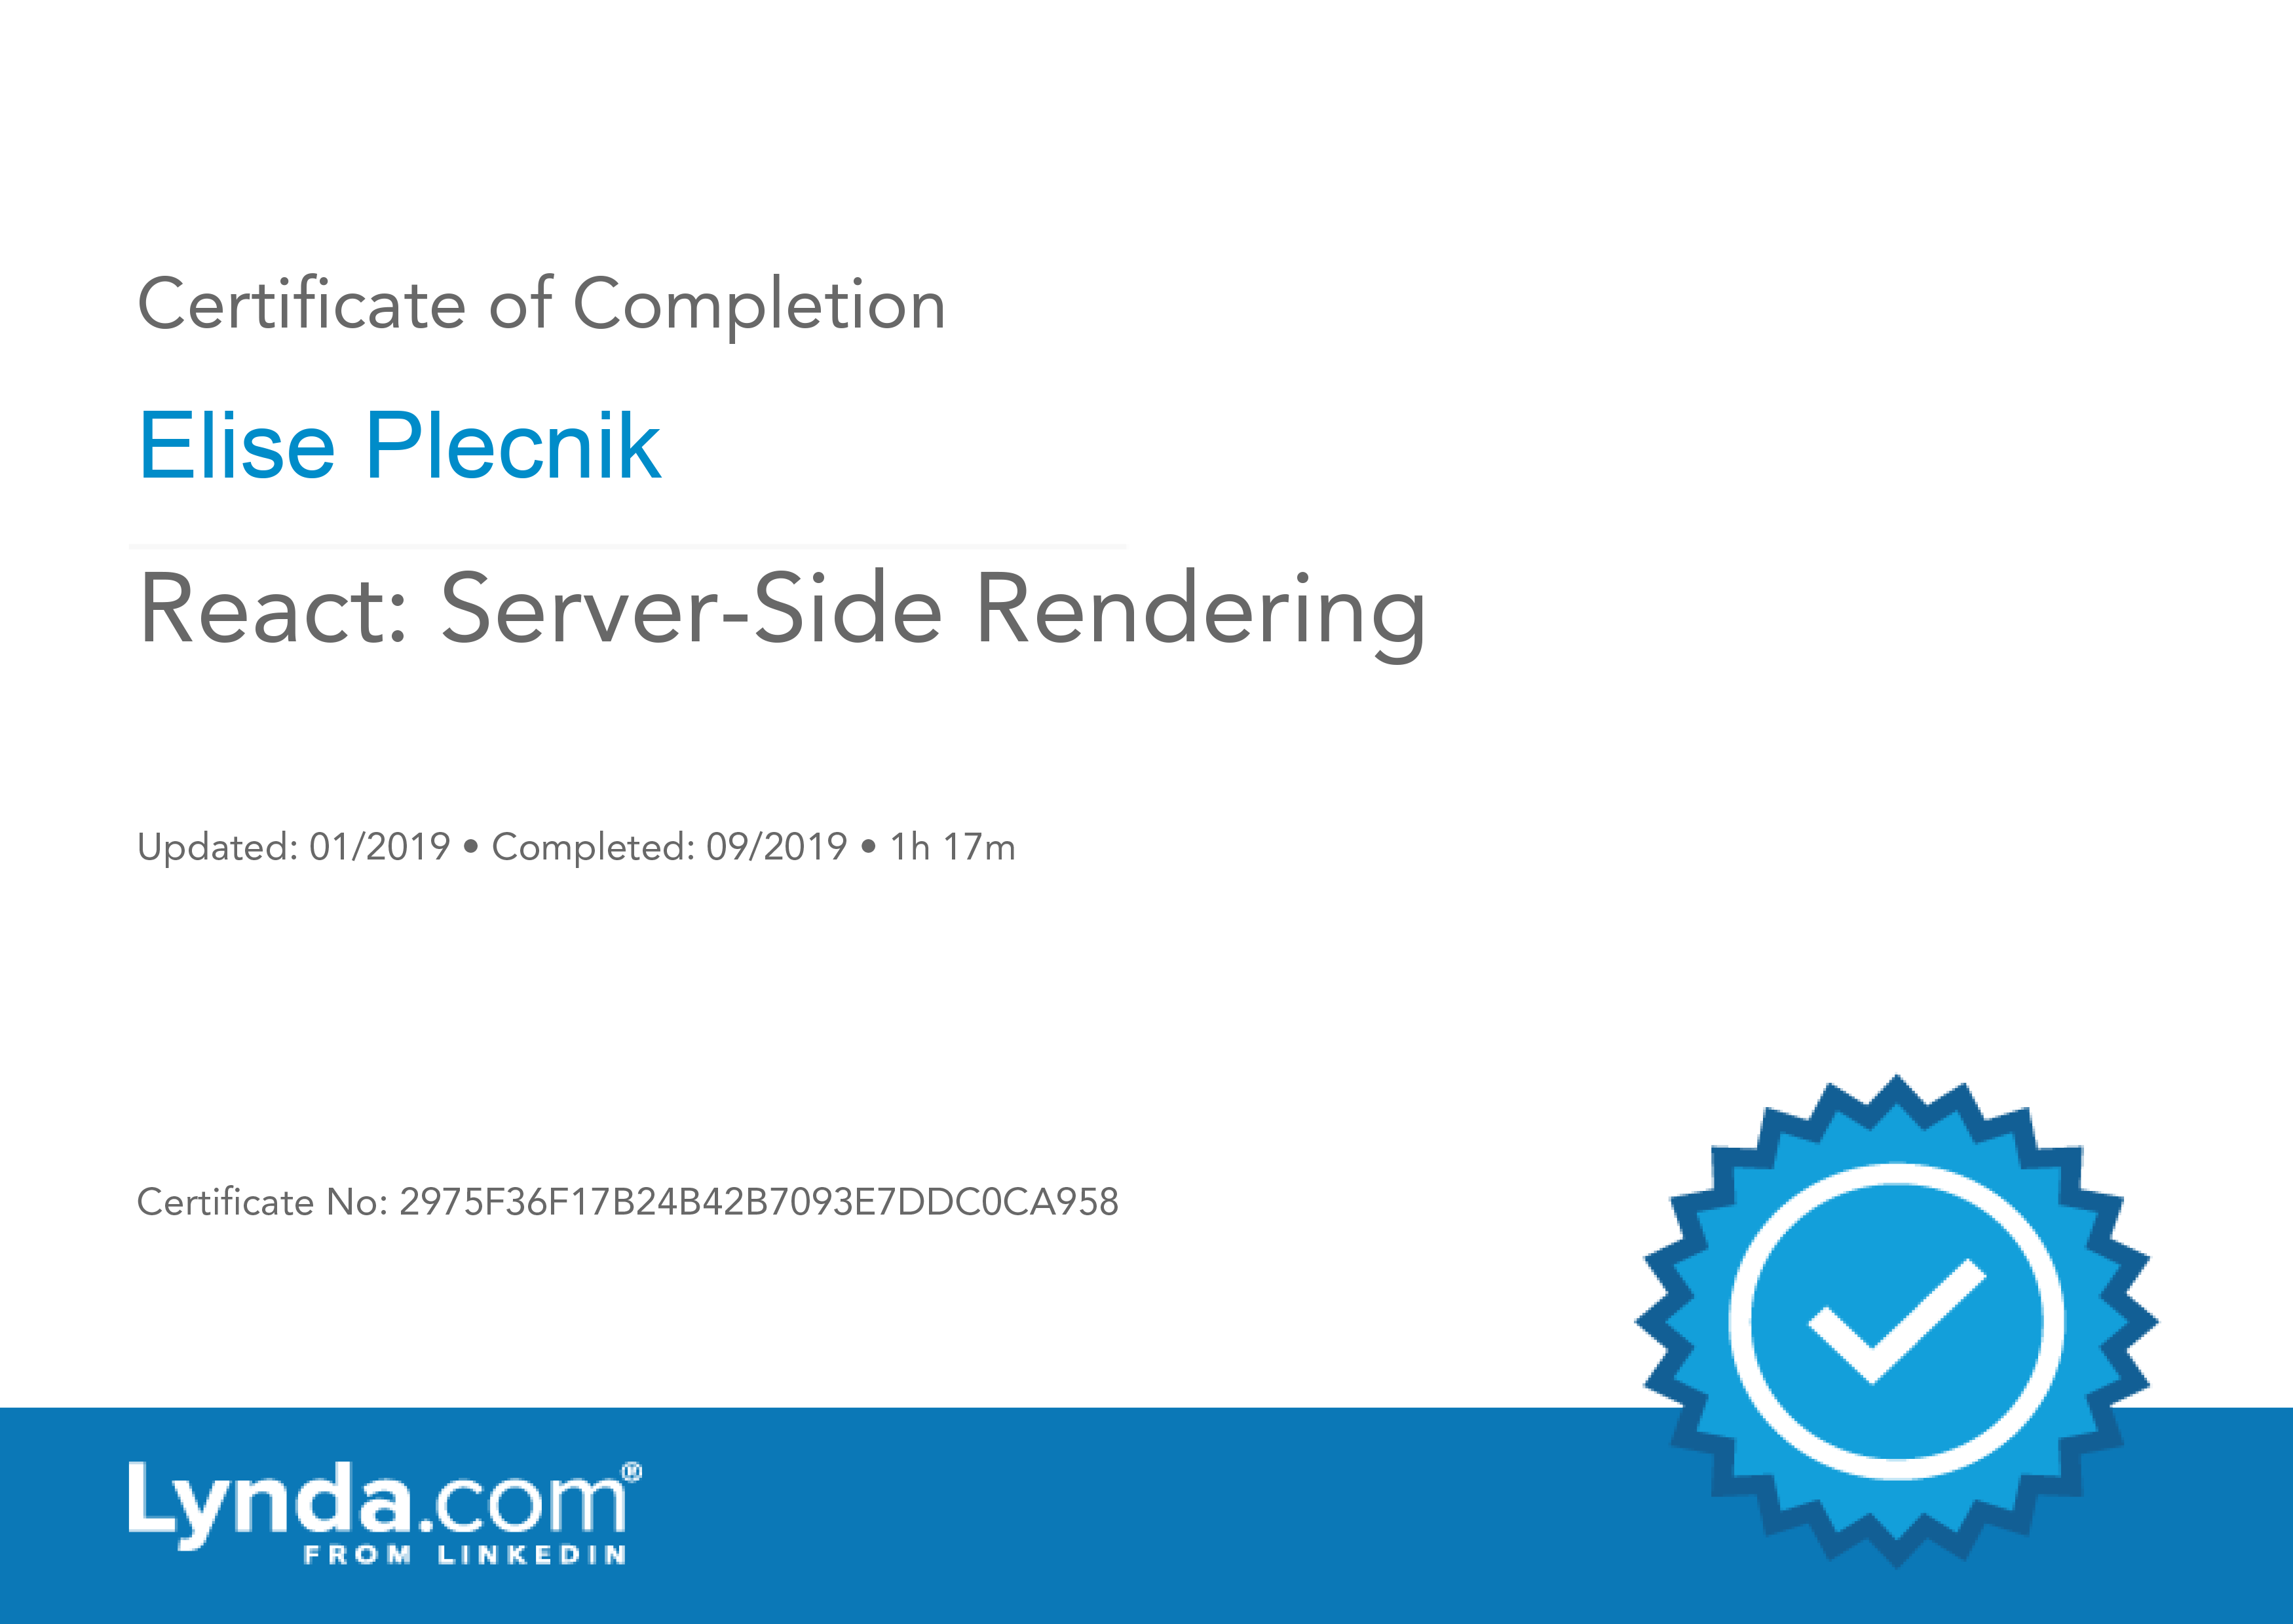 Certificate of Completion
Elise Plecnik
React: Server-Side Rendering
Updated: 01/2019 • Completed: 09/2019 • 1h 17m
Certificate No: 2975F36F17B24B42B7093E7DDC0CA958
Lynda.com®
FROM LINKEDIN